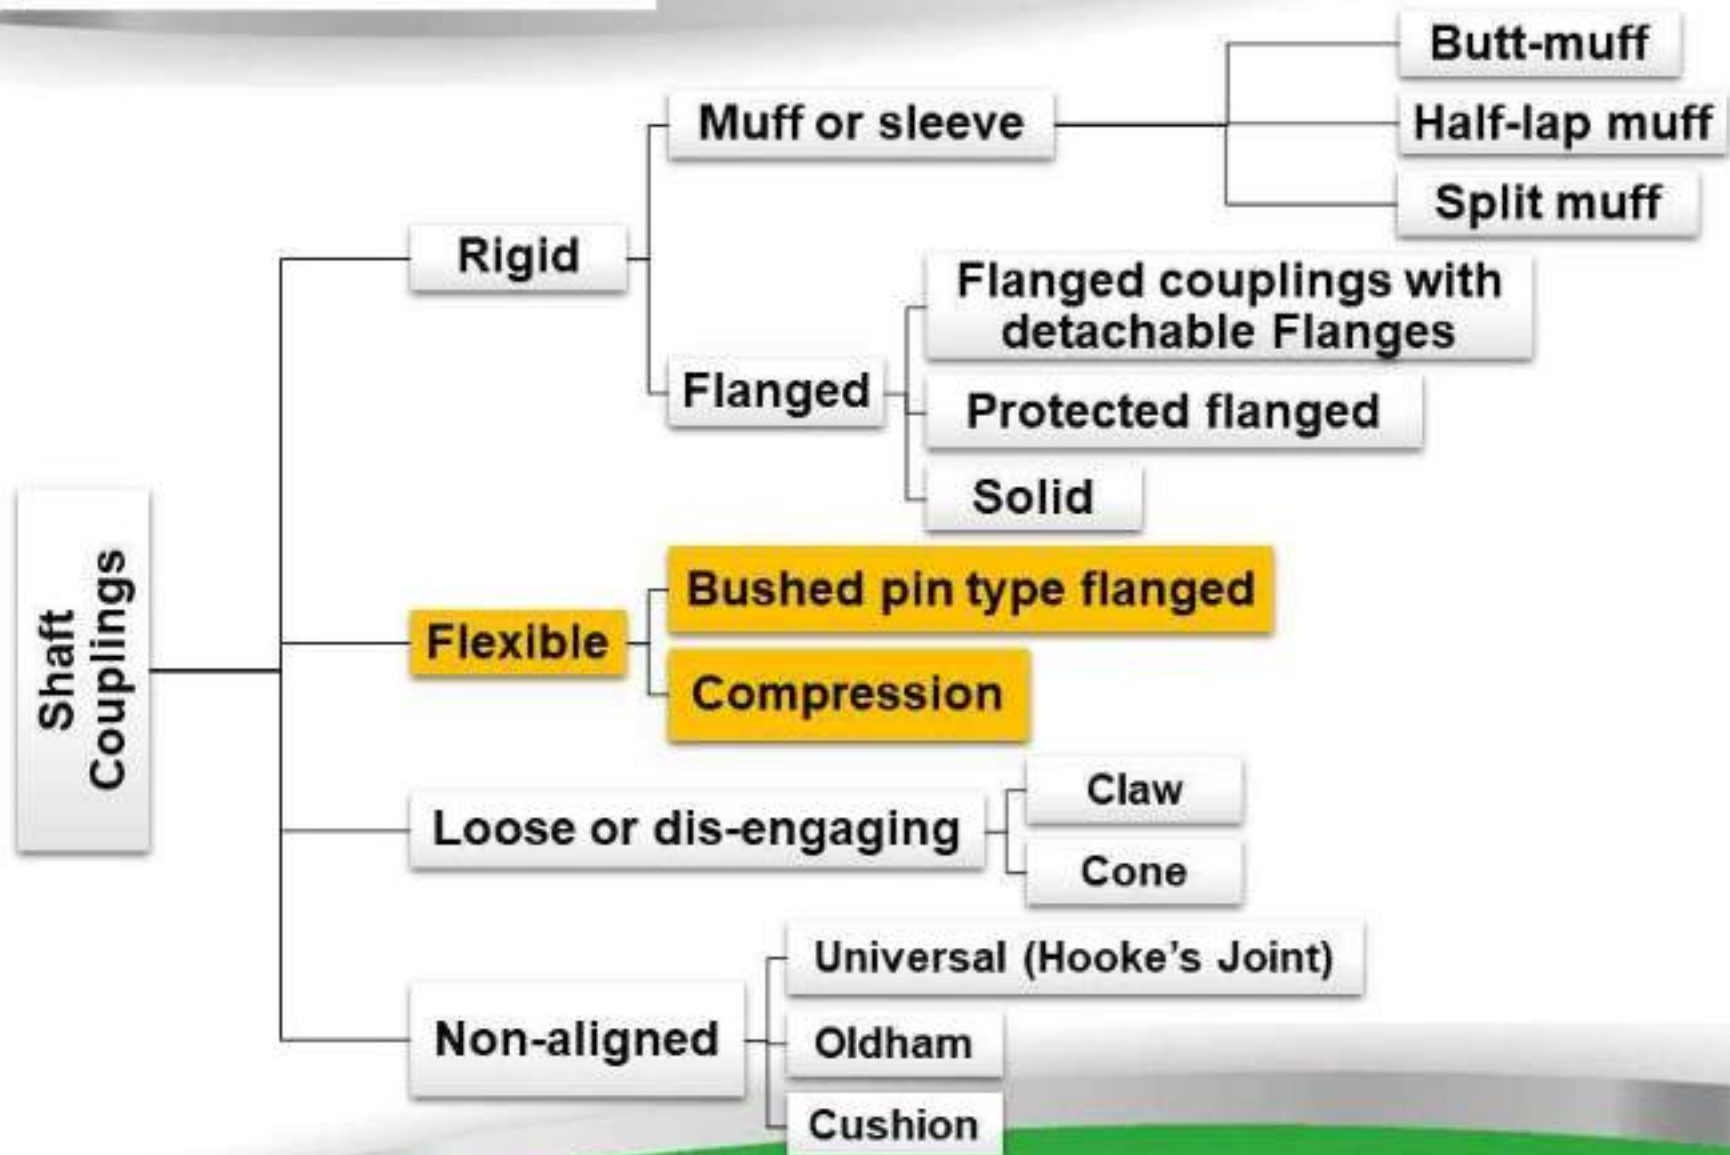 Shaft
Couplings
Rigid
Muff or sleeve
Butt-muff
Half-lap muff
Split muff
Flanged
Flanged couplings with
detachable Flanges
Protected flanged
Solid
Flexible
Bushed pin type flanged
Compression
Loose or dis-engaging
Claw
Cone
Non-aligned
Universal (Hooke's Joint)
Oldham
Cushion